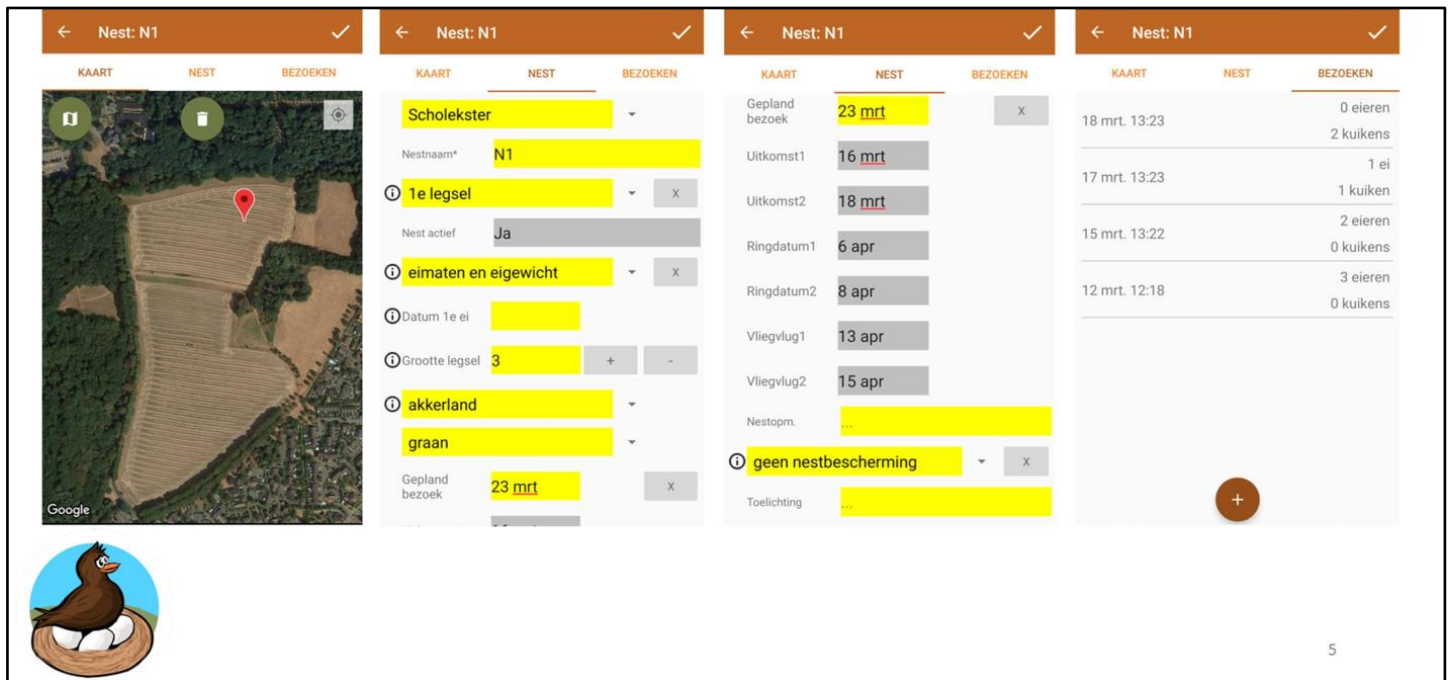 Nest: N1
KAART NEST BEZOEKEN
Google
Nest: N1
KAART NEST BEZOEKEN
Scholekster
Nestnaam* N1
1e legsel X
Nest actief Ja
eimaten en eigewicht X
Datum 1e ei
Grootte legsel 3 + -
akkerland
graan
Gepland
bezoek 23 mrt X
Nest: N1
KAART NEST BEZOEKEN
Gepland
bezoek 23 mrt X
Uitkomst1 16 mrt
Uitkomst2 18 mrt
Ringdatum1 6 apr
Ringdatum2 8 apr
Vliegvlug1 13 apr
Vliegvlug2 15 apr
Nestopm. ...
geen nestbescherming X
Toelichting ...
Nest: N1
KAART NEST BEZOEKEN
18 mrt. 13:23 0 eieren
2 kuikens
17 mrt. 13:23 1 ei
1 kuiken
15 mrt. 13:22 2 eieren
0 kuikens
12 mrt. 12:18 3 eieren
0 kuikens
+
5